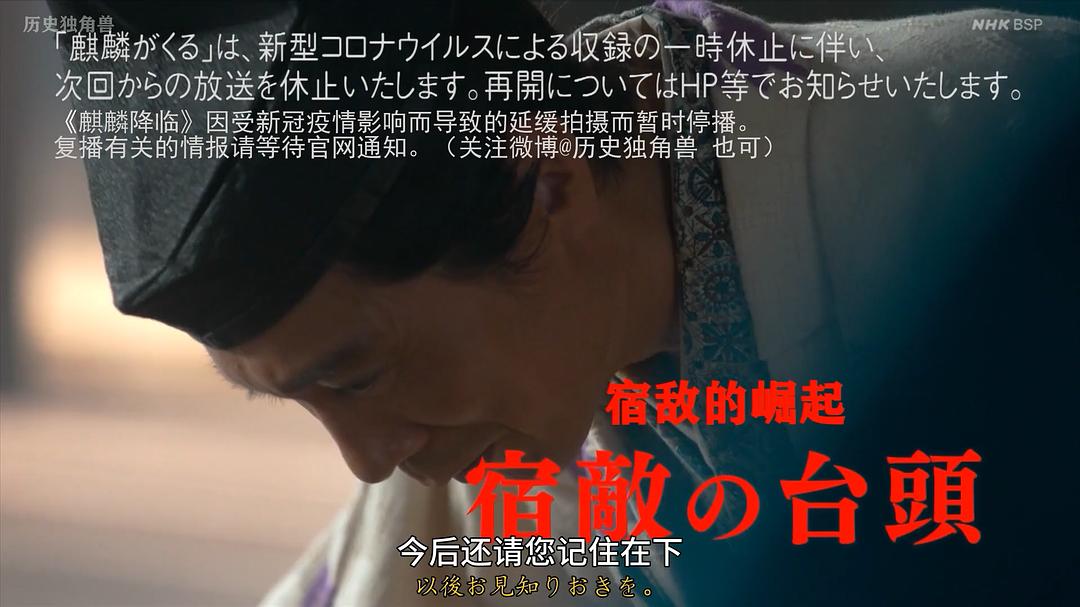 历史独角兽
NHK BSP
「麒麟がくる」は、新型コロナウイルスによる収録の一時休止に伴い、
次回からの放送を休止いたします。再開についてはHP等でお知らせいたします。
《麒麟降临》因受新冠疫情影响而导致的延缓拍摄而暂时停播。
复播有关的情报请等待官网通知。（关注微博@历史独角兽 也可）
宿敌的崛起
宿敵の台頭
今后还请您记住在下
以後お見知りおきを。